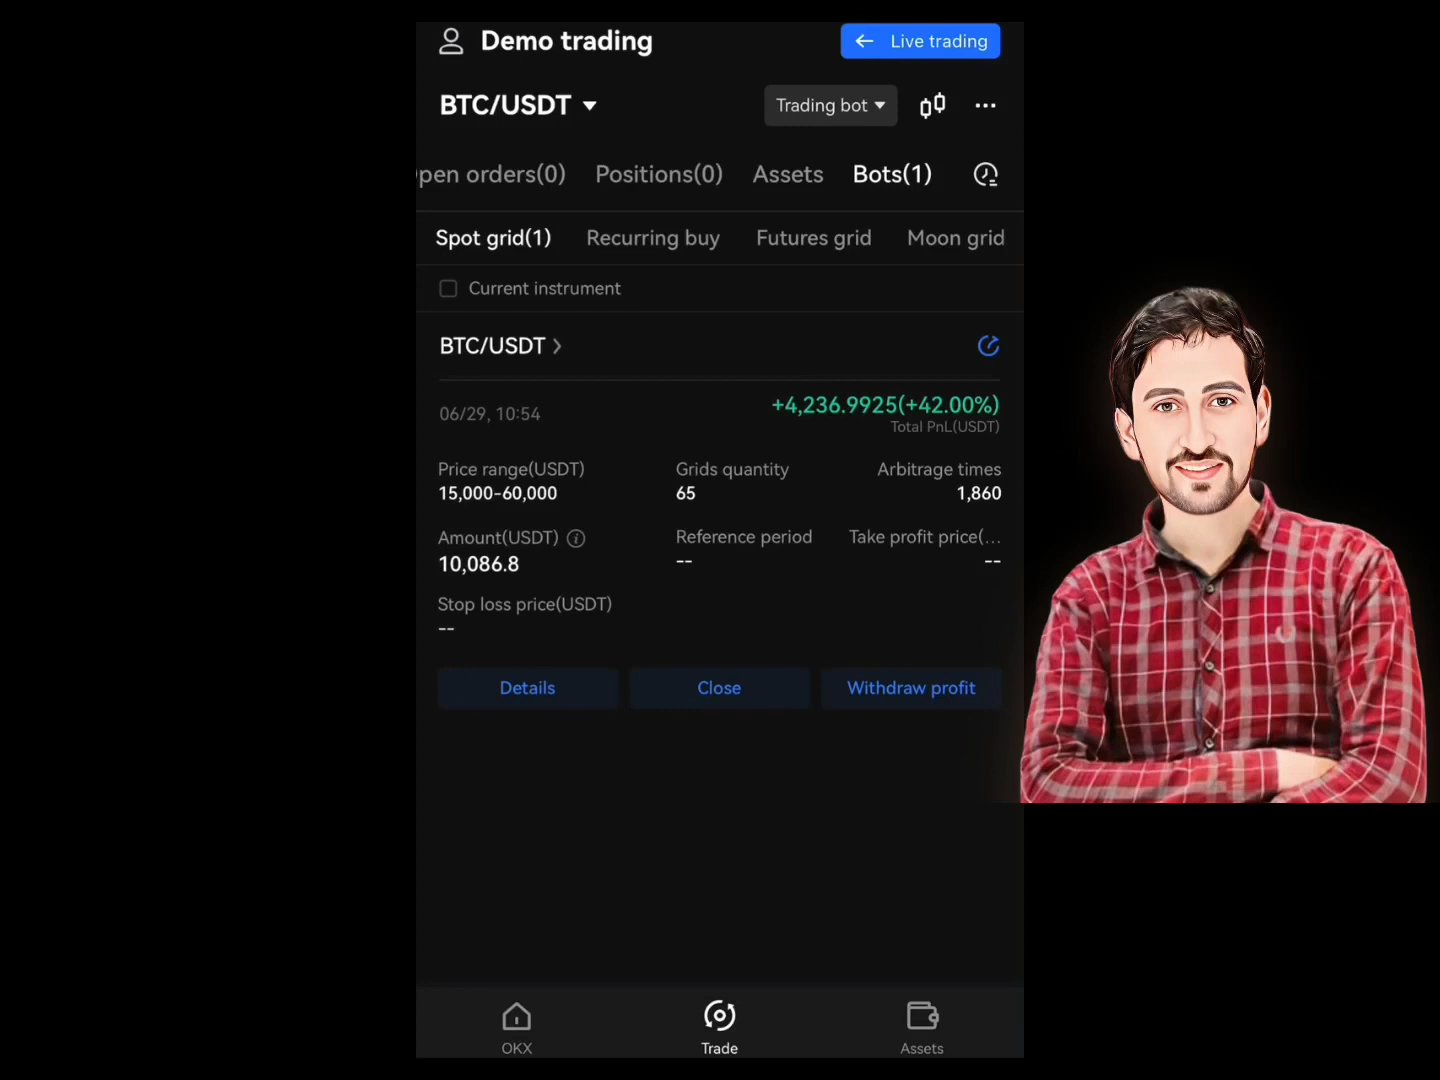 Demo trading
Live trading
BTC/USDT
Trading bot
pen orders(0) Positions(0) Assets Bots(1)
Spot grid(1) Recurring buy Futures grid Moon grid
Current instrument
BTC/USDT
06/29, 10:54
+4,236.9925(+42.00%)
Total PnL(USDT)
Price range(USDT) Grids quantity Arbitrage times
15,000-60,000 65 1,860
Amount(USDT) Reference period Take profit price(...
10,086.8 -- --
Stop loss price(USDT)
--
Details Close Withdraw profit
OKX Trade Assets